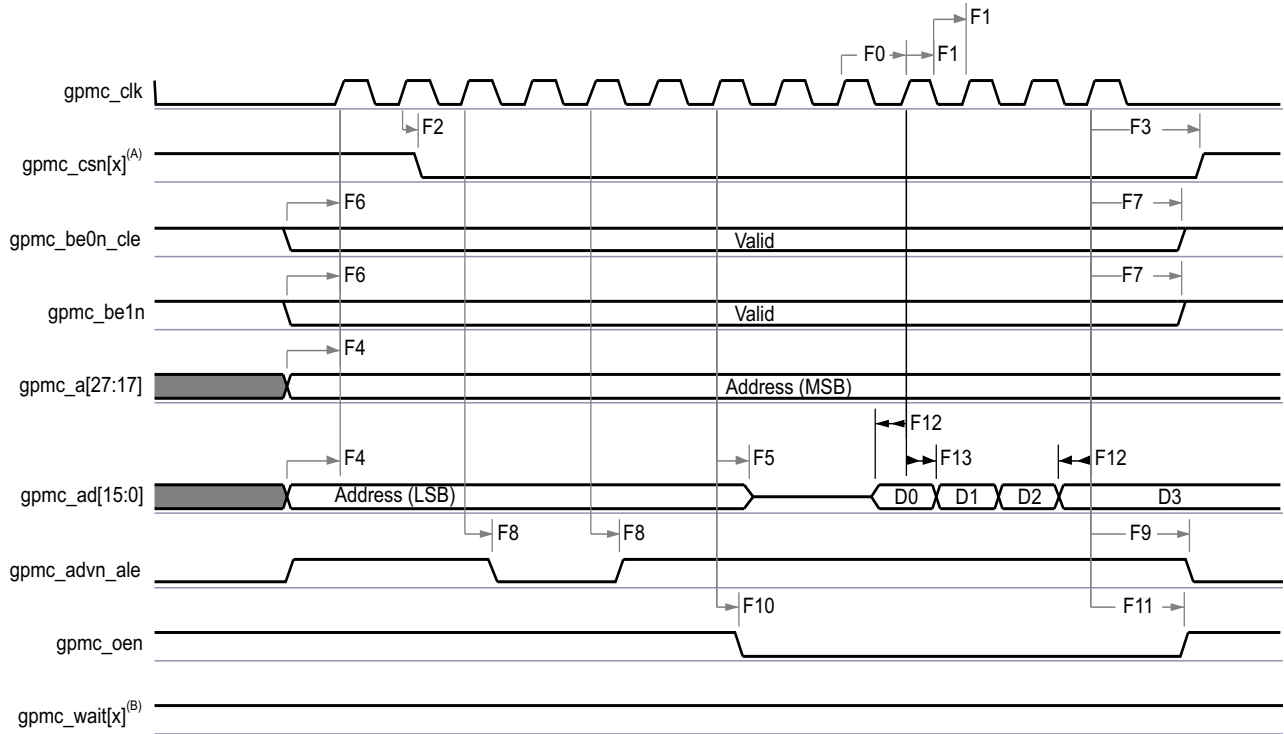 F1
F0 F1
gpmc_clk
F2 F3
gpmc_csn[x](A)
F6 F7
gpmc_be0n_cle Valid
F6 F7
gpmc_be1n Valid
F4
gpmc_a[27:17] Address (MSB)
F12
F4 F5 F13 F12
gpmc_ad[15:0] Address (LSB) D0 D1 D2 D3
F8 F8 F9
gpmc_advn_ale
F10 F11
gpmc_oen
gpmc_wait[x](B)